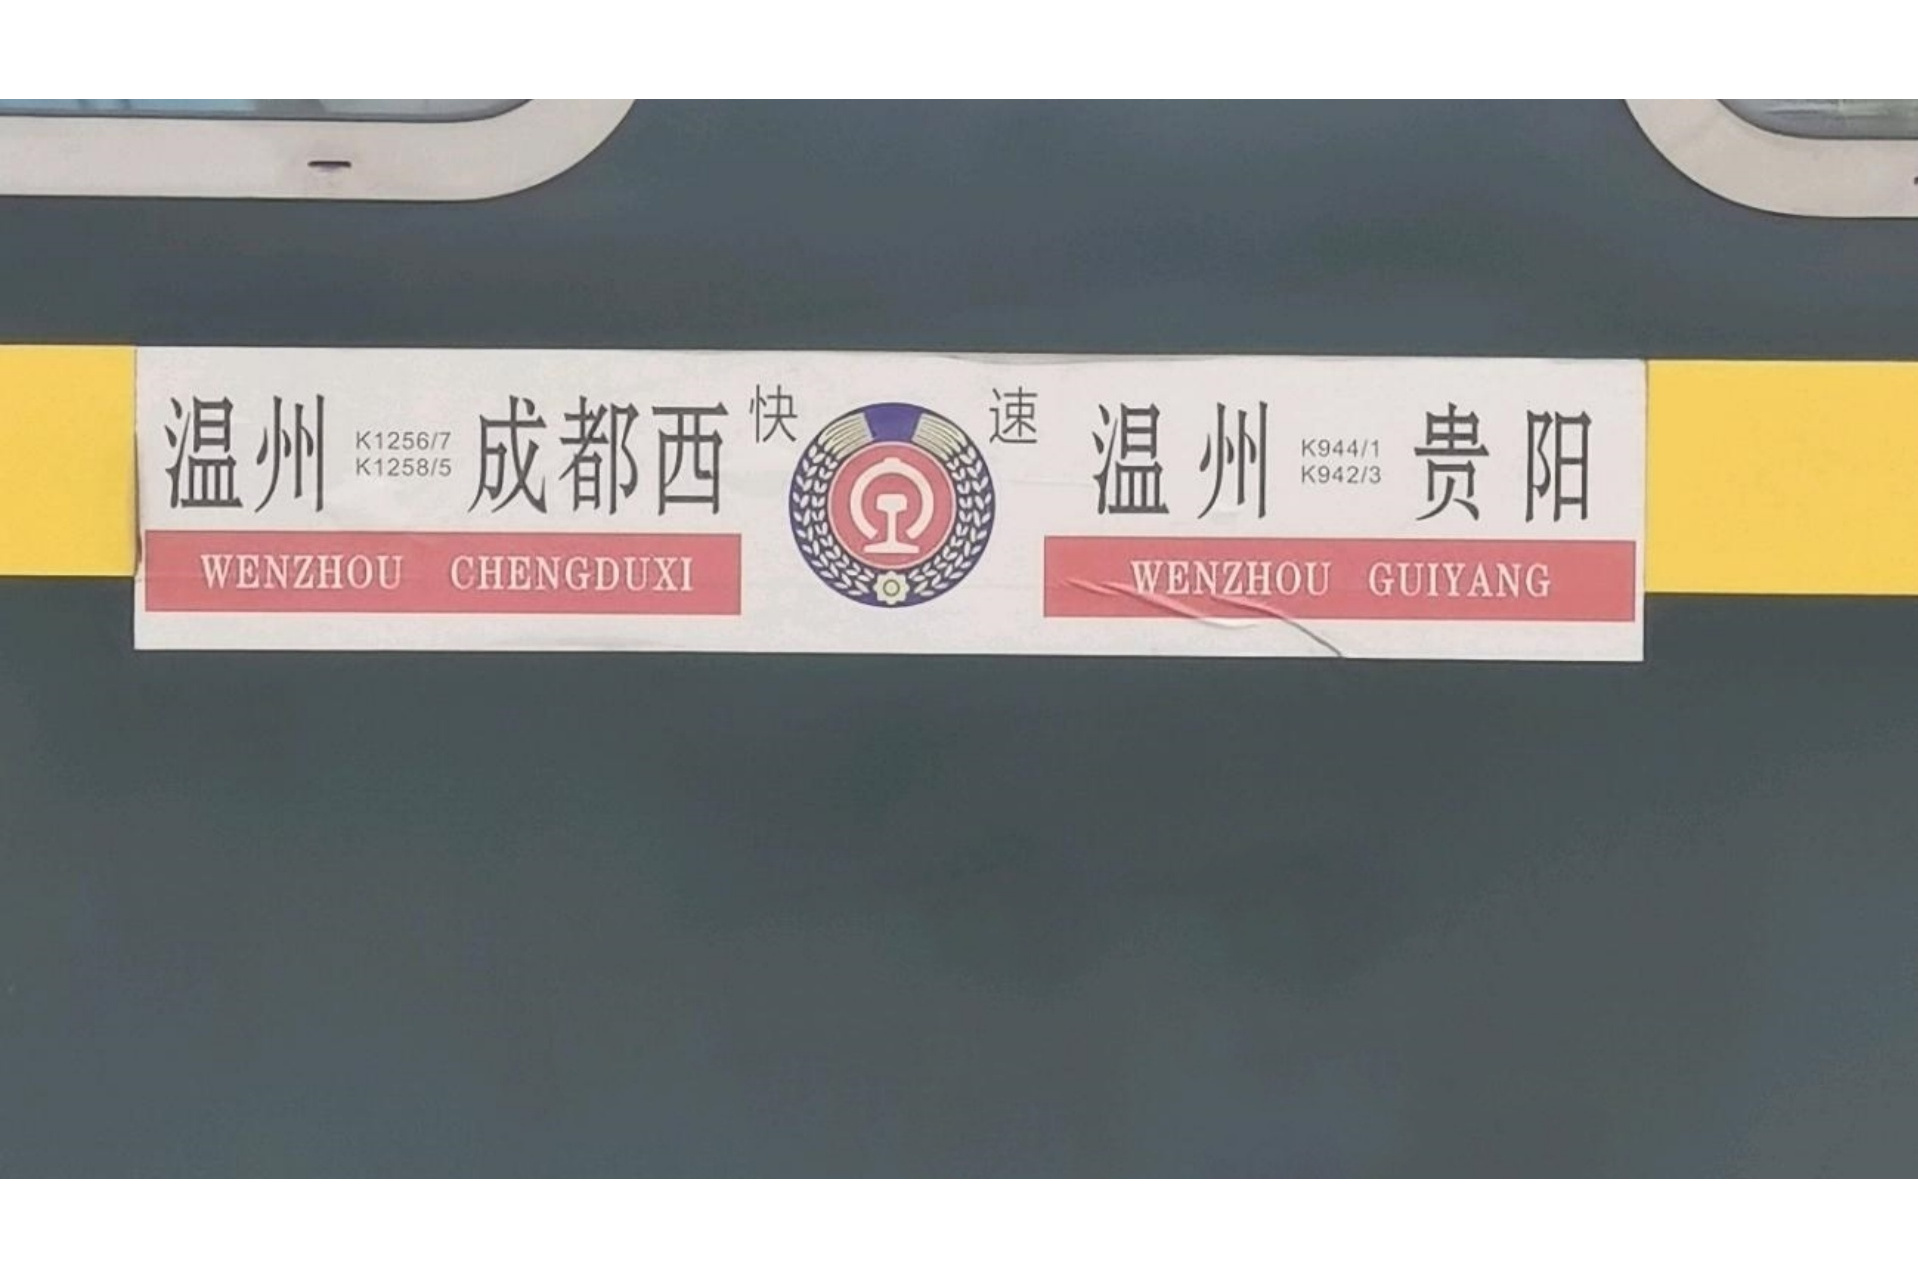 温州 K1256/7 成都西 快 速 温州 K944/1 贵阳
K1258/5 K942/3
WENZHOU CHENGDUXI WENZHOU GUIYANG